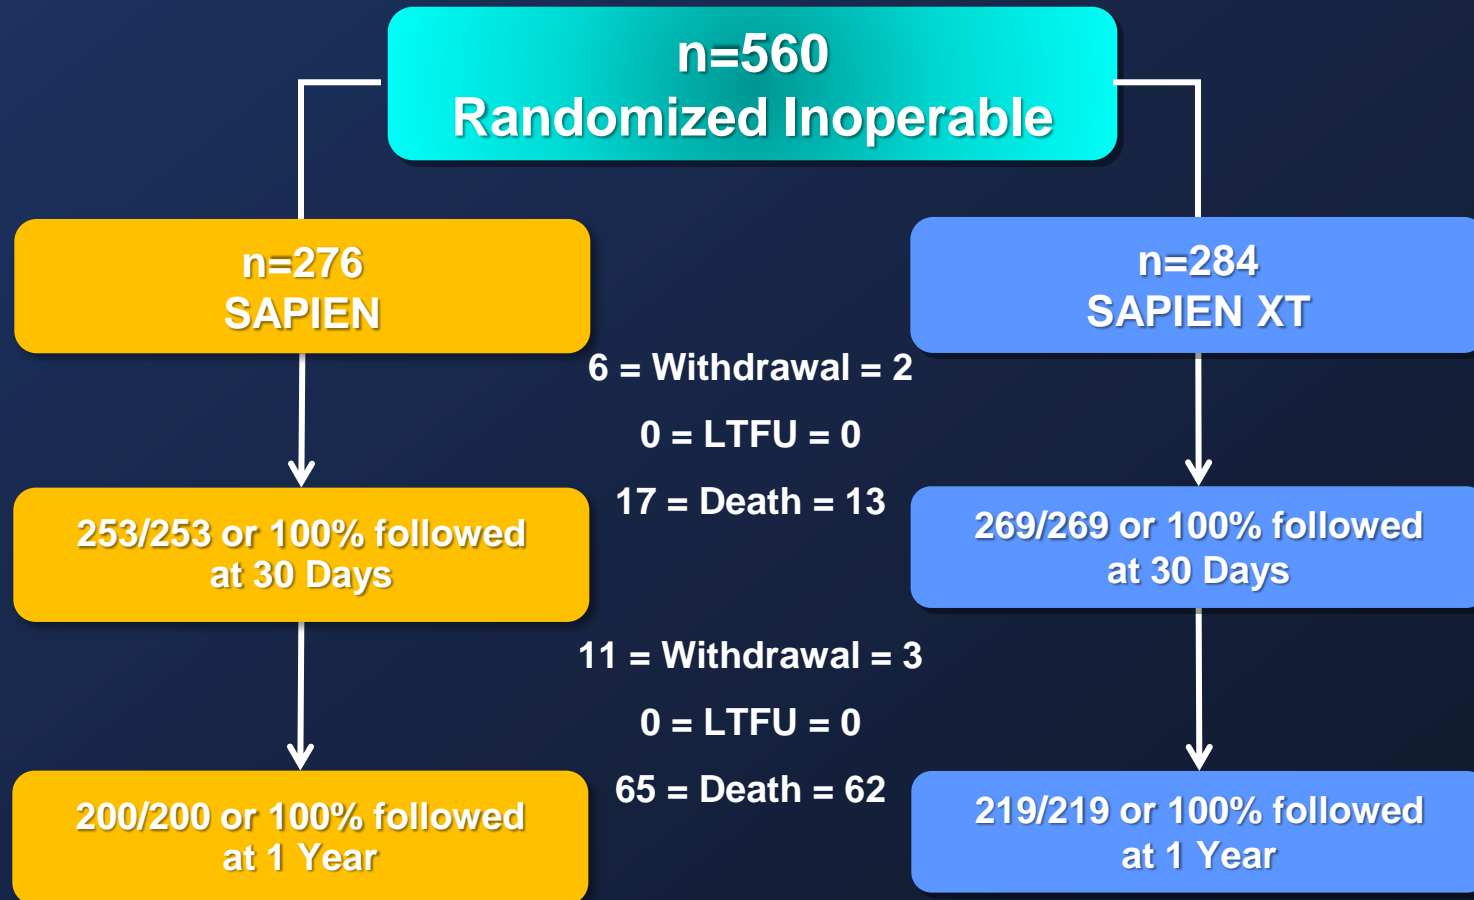 n=560
Randomized Inoperable
n=276
SAPIEN
n=284
SAPIEN XT
6 = Withdrawal = 2
0 = LTFU = 0
17 = Death = 13
253/253 or 100% followed
at 30 Days
269/269 or 100% followed
at 30 Days
11 = Withdrawal = 3
0 = LTFU = 0
65 = Death = 62
200/200 or 100% followed
at 1 Year
219/219 or 100% followed
at 1 Year